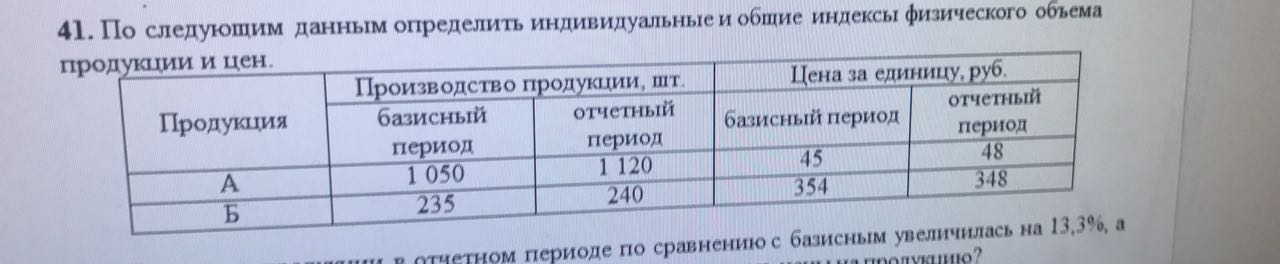 41. По следующим данным определить индивидуальные и общие индексы физического объема
продукции и цен.
Продукция
Производство продукции, шт.
Цена за единицу, руб.
базисный
период
отчетный
период
базисный период
отчетный
период
А 1 050 1 120 45 48
Б 235 240 354 348
в отчетном периоде по сравнению с базисным увеличилась на 13,3%, а
на продукцию?